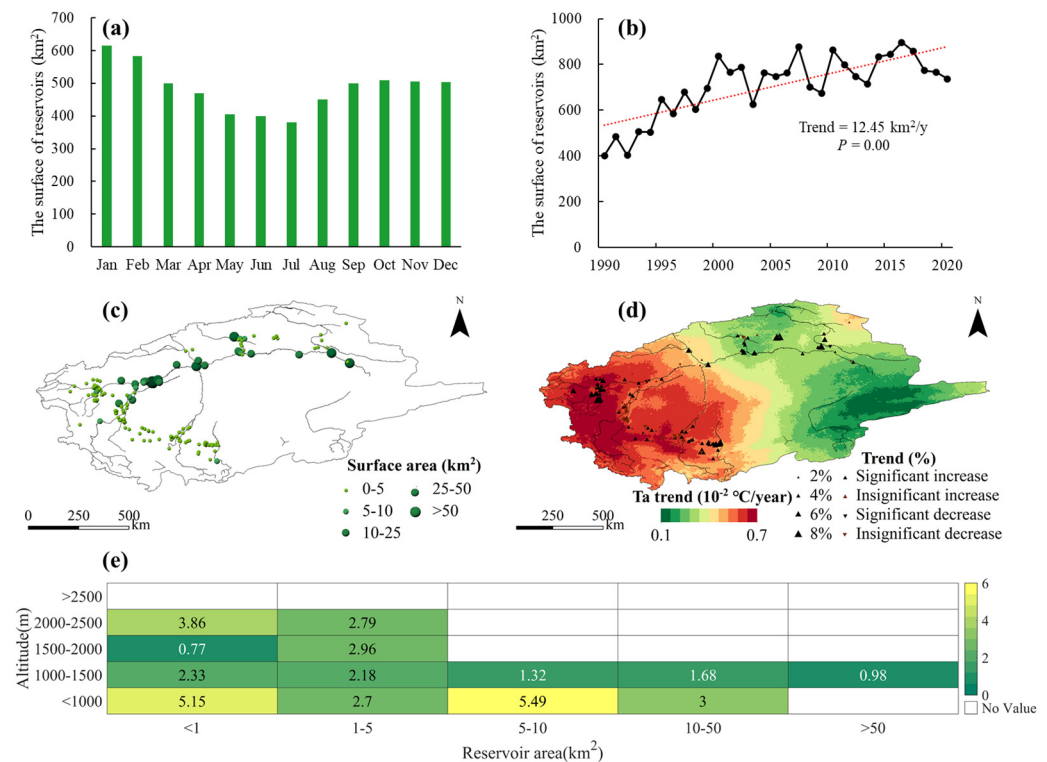 (a)
The surface of reservoirs (km²)
700
600
500
400
300
200
100
0
Jan Feb Mar Apr May Jun Jul Aug Sep Oct Nov Dec
(b)
The surface of reservoirs (km²)
1000
800
600
400
200
0
Trend = 12.45 km²/y
P = 0.00
1990 1995 2000 2005 2010 2015 2020
(c)
N
Surface area (km²)
0-5 25-50
5-10 >50
10-25
0 250 500
km
(d)
N
Trend (%)
2% Significant increase
4% Insignificant increase
6% Significant decrease
8% Insignificant decrease
Ta trend (10⁻² °C/year)
0.1 0.7
0 250 500
km
(e)
Altitude(m)
>2500
2000-2500 3.86 2.79
1500-2000 0.77 2.96
1000-1500 2.33 2.18 1.32 1.68 0.98
<1000 5.15 2.7 5.49 3
<1 1-5 5-10 10-50 >50
Reservoir area(km²)
6
4
2
0
No Value